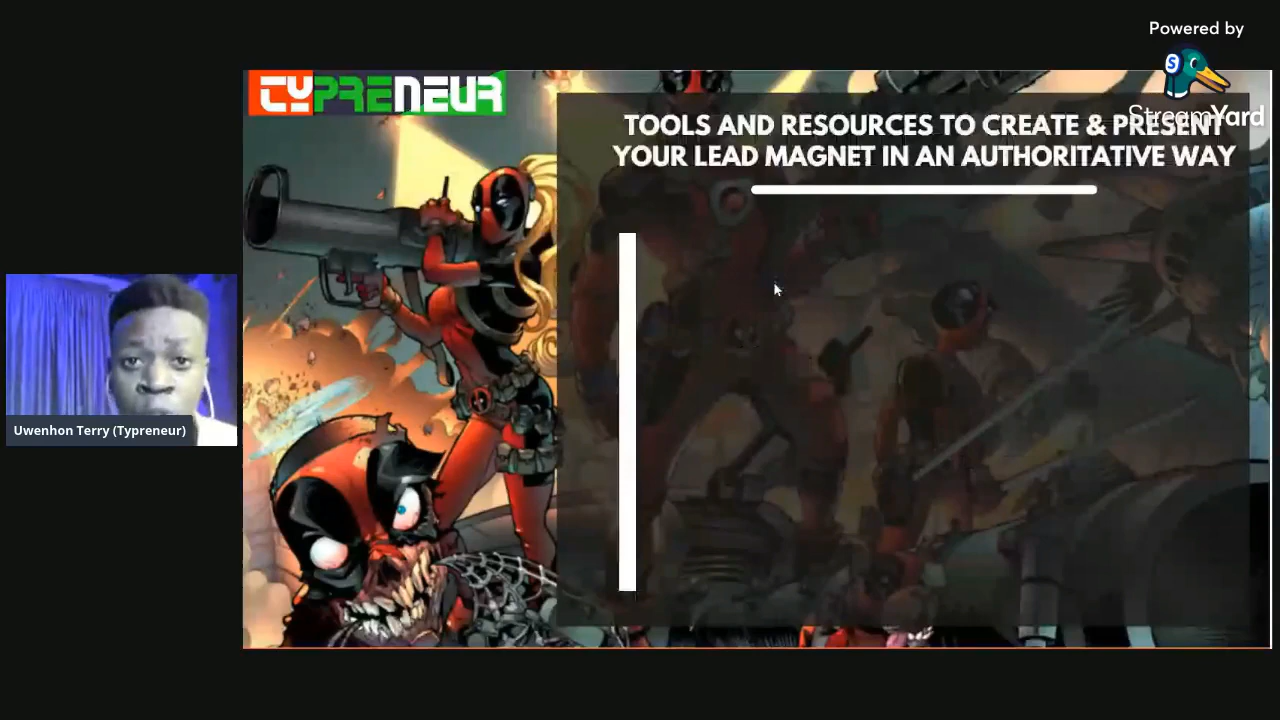 Powered by
StreamYard
TYPRENEUR
TOOLS AND RESOURCES TO CREATE & PRESENT
YOUR LEAD MAGNET IN AN AUTHORITATIVE WAY
Uwenhon Terry (Typreneur)